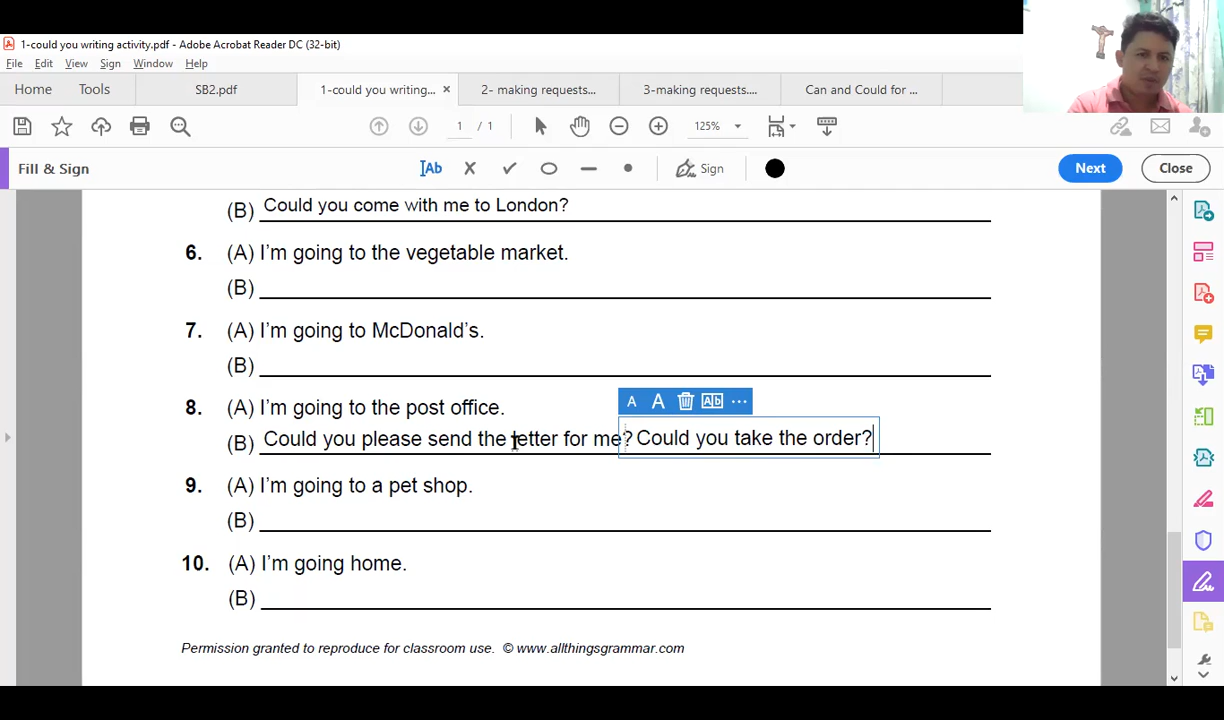 1-could you writing activity.pdf - Adobe Acrobat Reader DC (32-bit)
File Edit View Sign Window Help
Home Tools SB2.pdf 1-could you writing... × 2- making requests... 3-making requests.... Can and Could for ...
1 / 1 125%
Fill & Sign Ab Sign Next Close
(B) Could you come with me to London?
6. (A) I'm going to the vegetable market.
(B)
7. (A) I'm going to McDonald's.
(B)
8. (A) I'm going to the post office.
A A Ab ...
(B) Could you please send the letter for me? Could you take the order?
9. (A) I'm going to a pet shop.
(B)
10. (A) I'm going home.
(B)
Permission granted to reproduce for classroom use. © www.allthingsgrammar.com